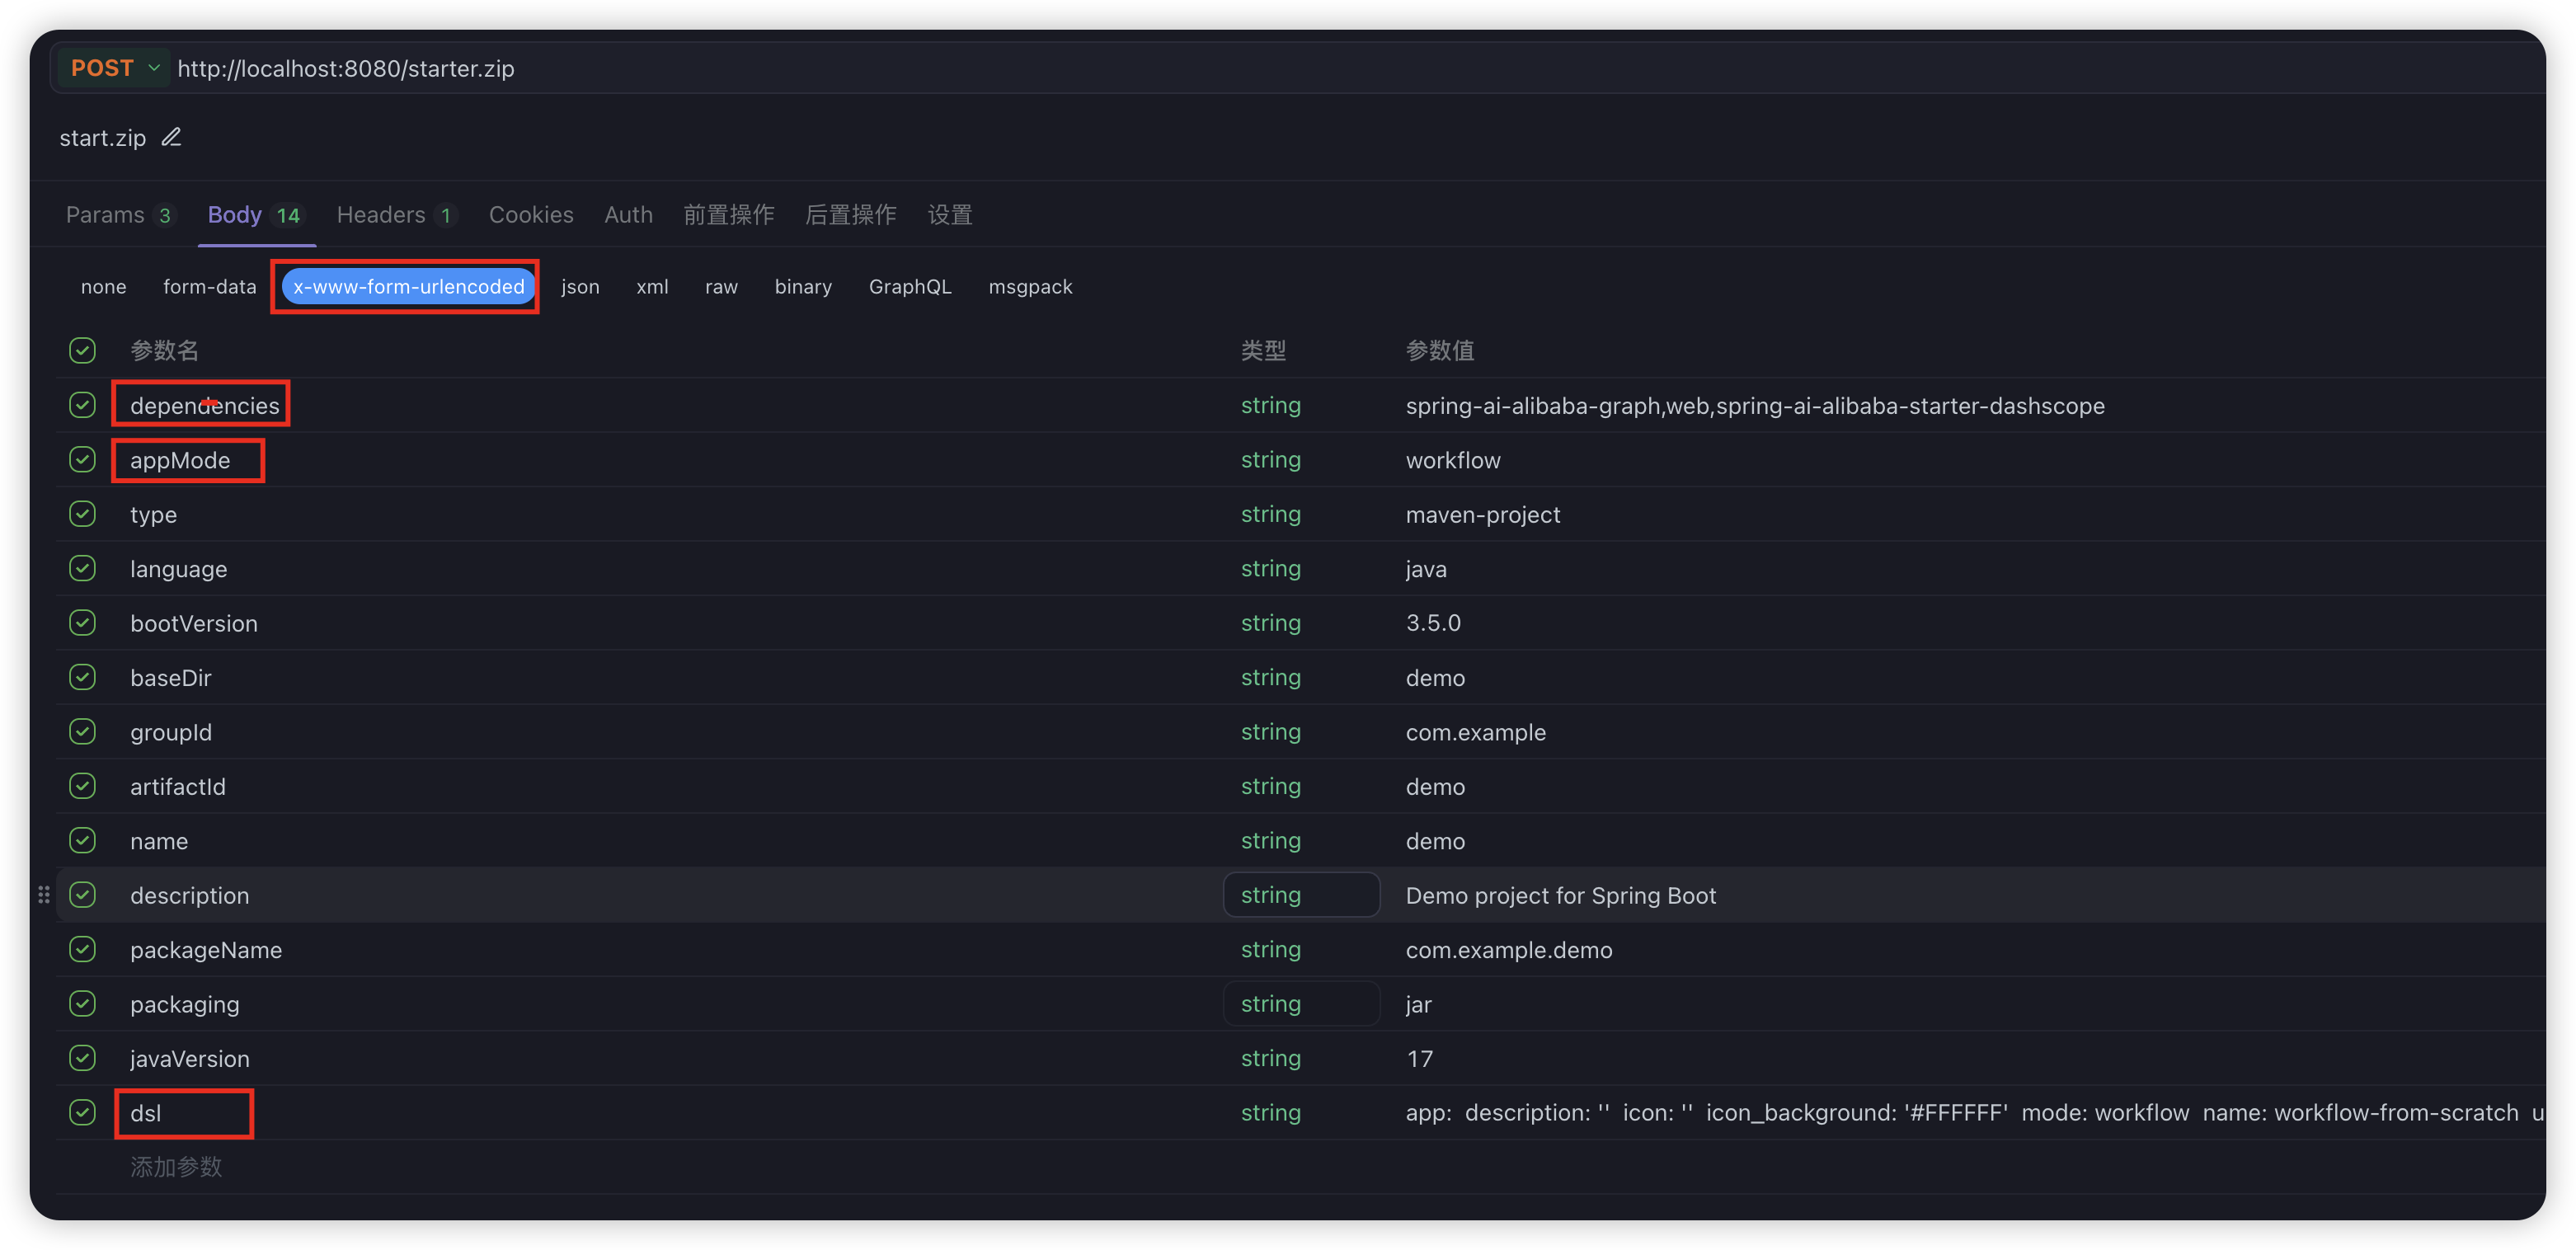 POST http://localhost:8080/starter.zip
start.zip
Params 3 Body 14 Headers 1 Cookies Auth 前置操作 后置操作 设置
none form-data x-www-form-urlencoded json xml raw binary GraphQL msgpack
参数名 类型 参数值
dependencies string spring-ai-alibaba-graph,web,spring-ai-alibaba-starter-dashscope
appMode string workflow
type string maven-project
language string java
bootVersion string 3.5.0
baseDir string demo
groupId string com.example
artifactId string demo
name string demo
description string Demo project for Spring Boot
packageName string com.example.demo
packaging string jar
javaVersion string 17
dsl string app: description: '' icon: '' icon_background: '#FFFFFF' mode: workflow name: workflow-from-scratch u
添加参数